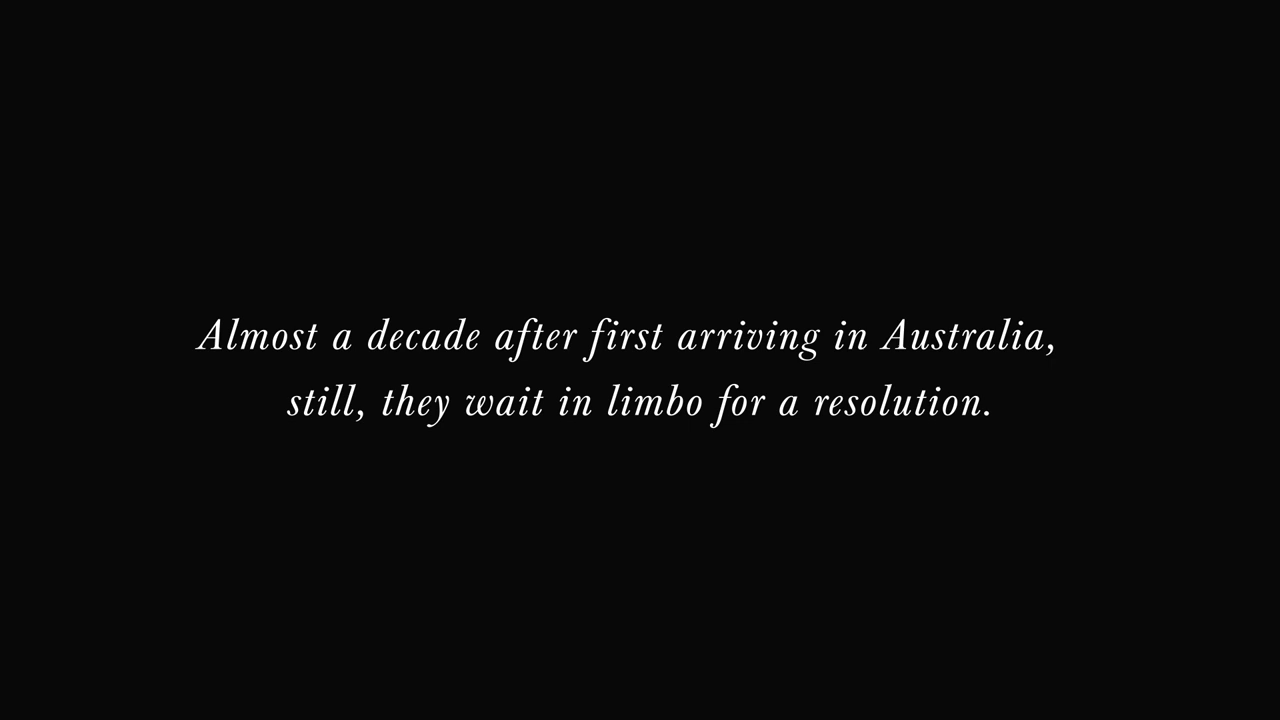 Almost a decade after first arriving in Australia,
still, they wait in limbo for a resolution.